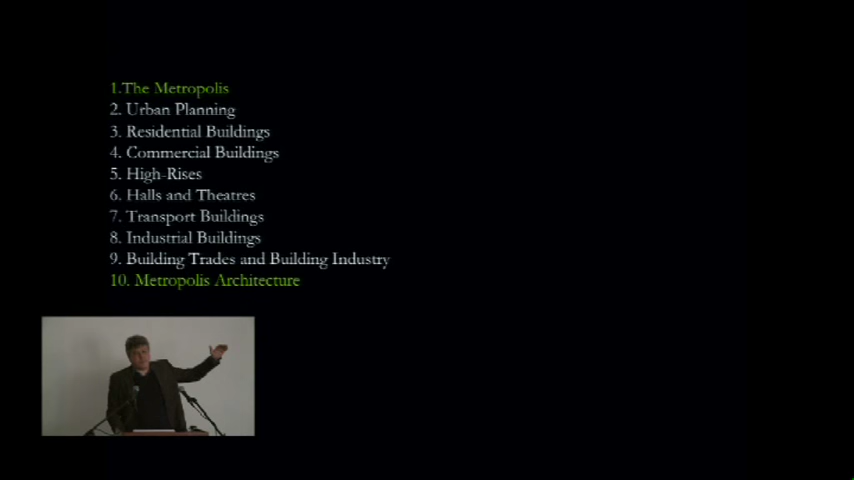 1.The Metropolis
2. Urban Planning
3. Residential Buildings
4. Commercial Buildings
5. High-Rises
6. Halls and Theatres
7. Transport Buildings
8. Industrial Buildings
9. Building Trades and Building Industry
10. Metropolis Architecture